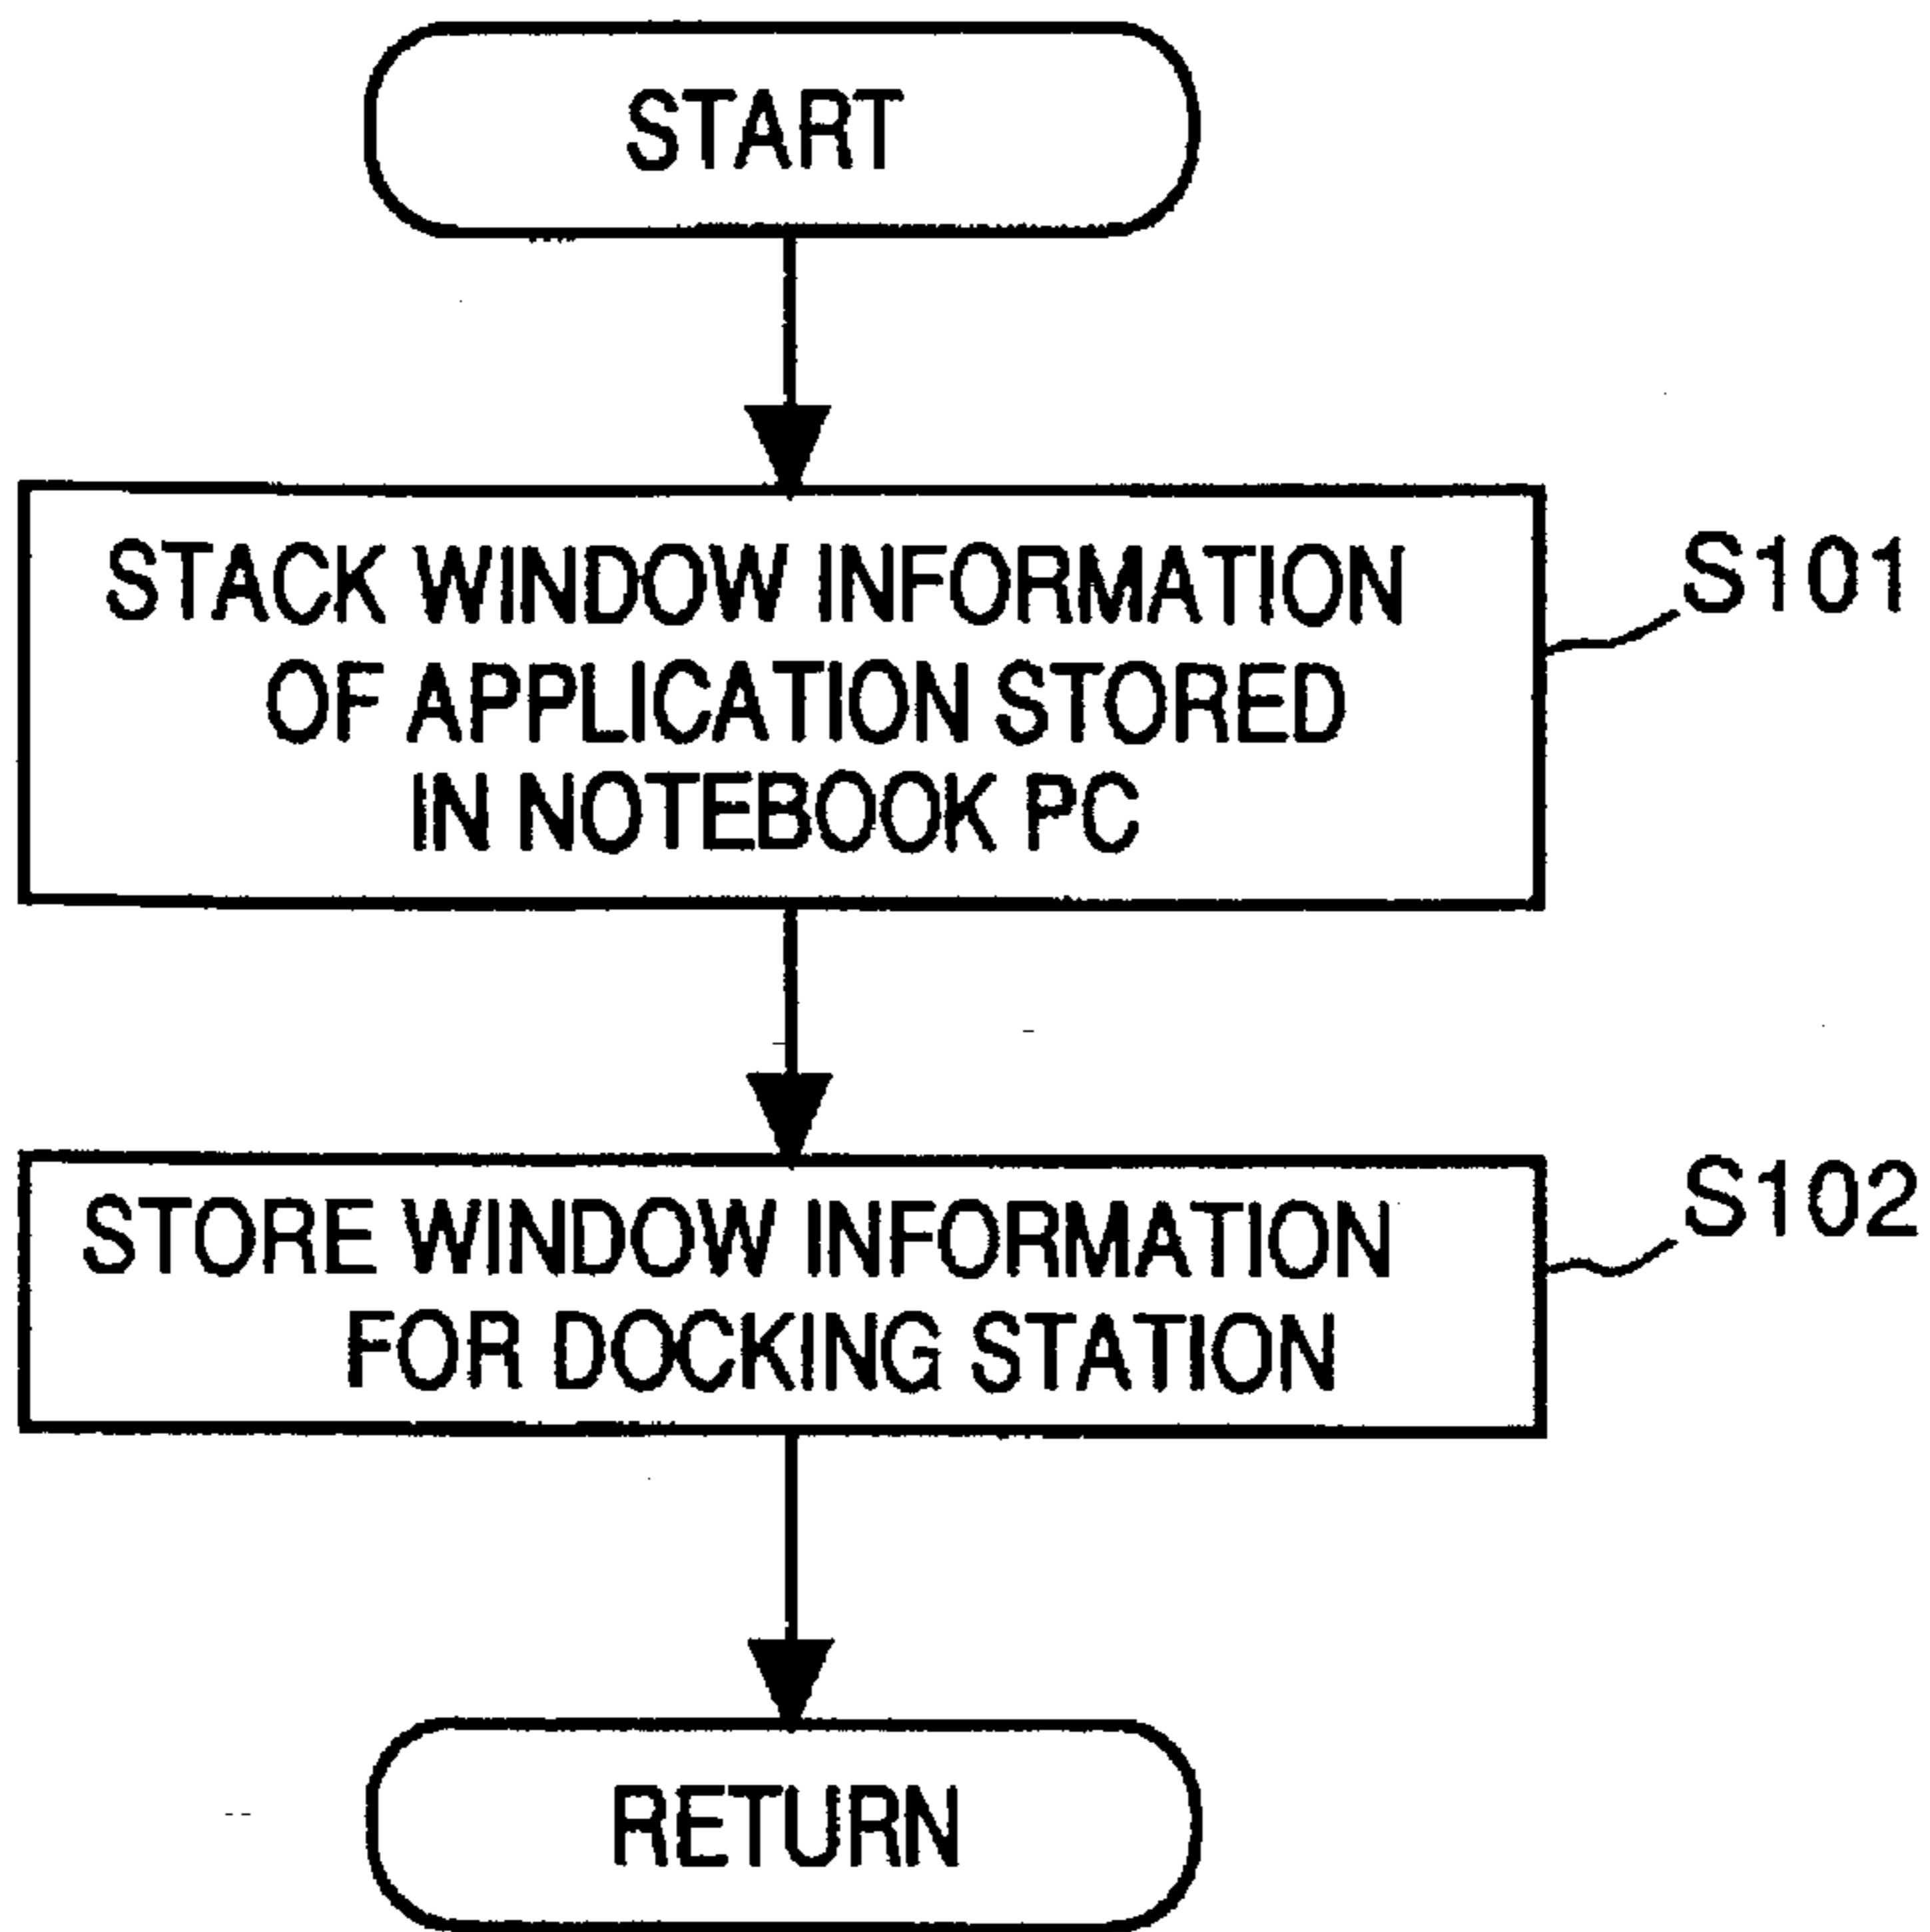 START
STACK WINDOW INFORMATION
OF APPLICATION STORED
IN NOTEBOOK PC
S101
STORE WINDOW INFORMATION
FOR DOCKING STATION
S102
RETURN